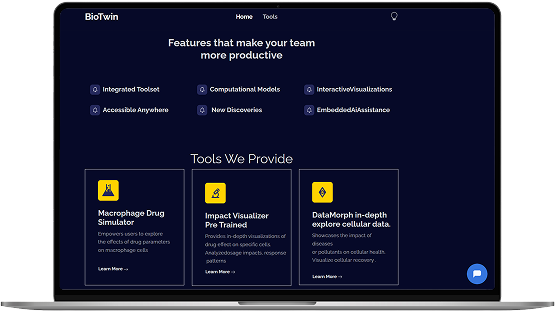 BioTwin
Home Tools
Features that make your team
more productive
Integrated Toolset Computational Models InteractiveVisualizations
Accessible Anywhere New Discoveries EmbeddedAiAssistance
Tools We Provide
Macrophage Drug
Simulator
Empowers users to explore
the effects of drug parameters
on macrophage cells
Learn More →
Impact Visualizer
Pre Trained
Provides in-depth visualizations of
drug effect on specific cells.
Analyzedosage impacts, response
patterns
Learn More →
DataMorph in-depth
explore cellular data.
Showcases the impact of
diseases
or pollutants on cellular health.
Visualize cellular recovery.
Learn More →